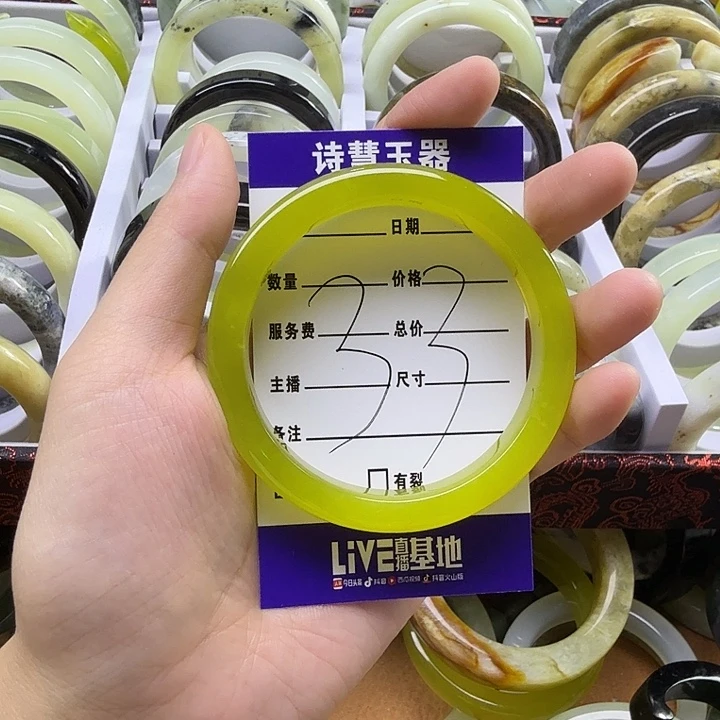 诗慧玉器
日期
数量 价格
服务费 总价
主播 尺寸
备注
33
有裂
LiVE直播基地
今日头条 抖音 西瓜视频 抖音火山版